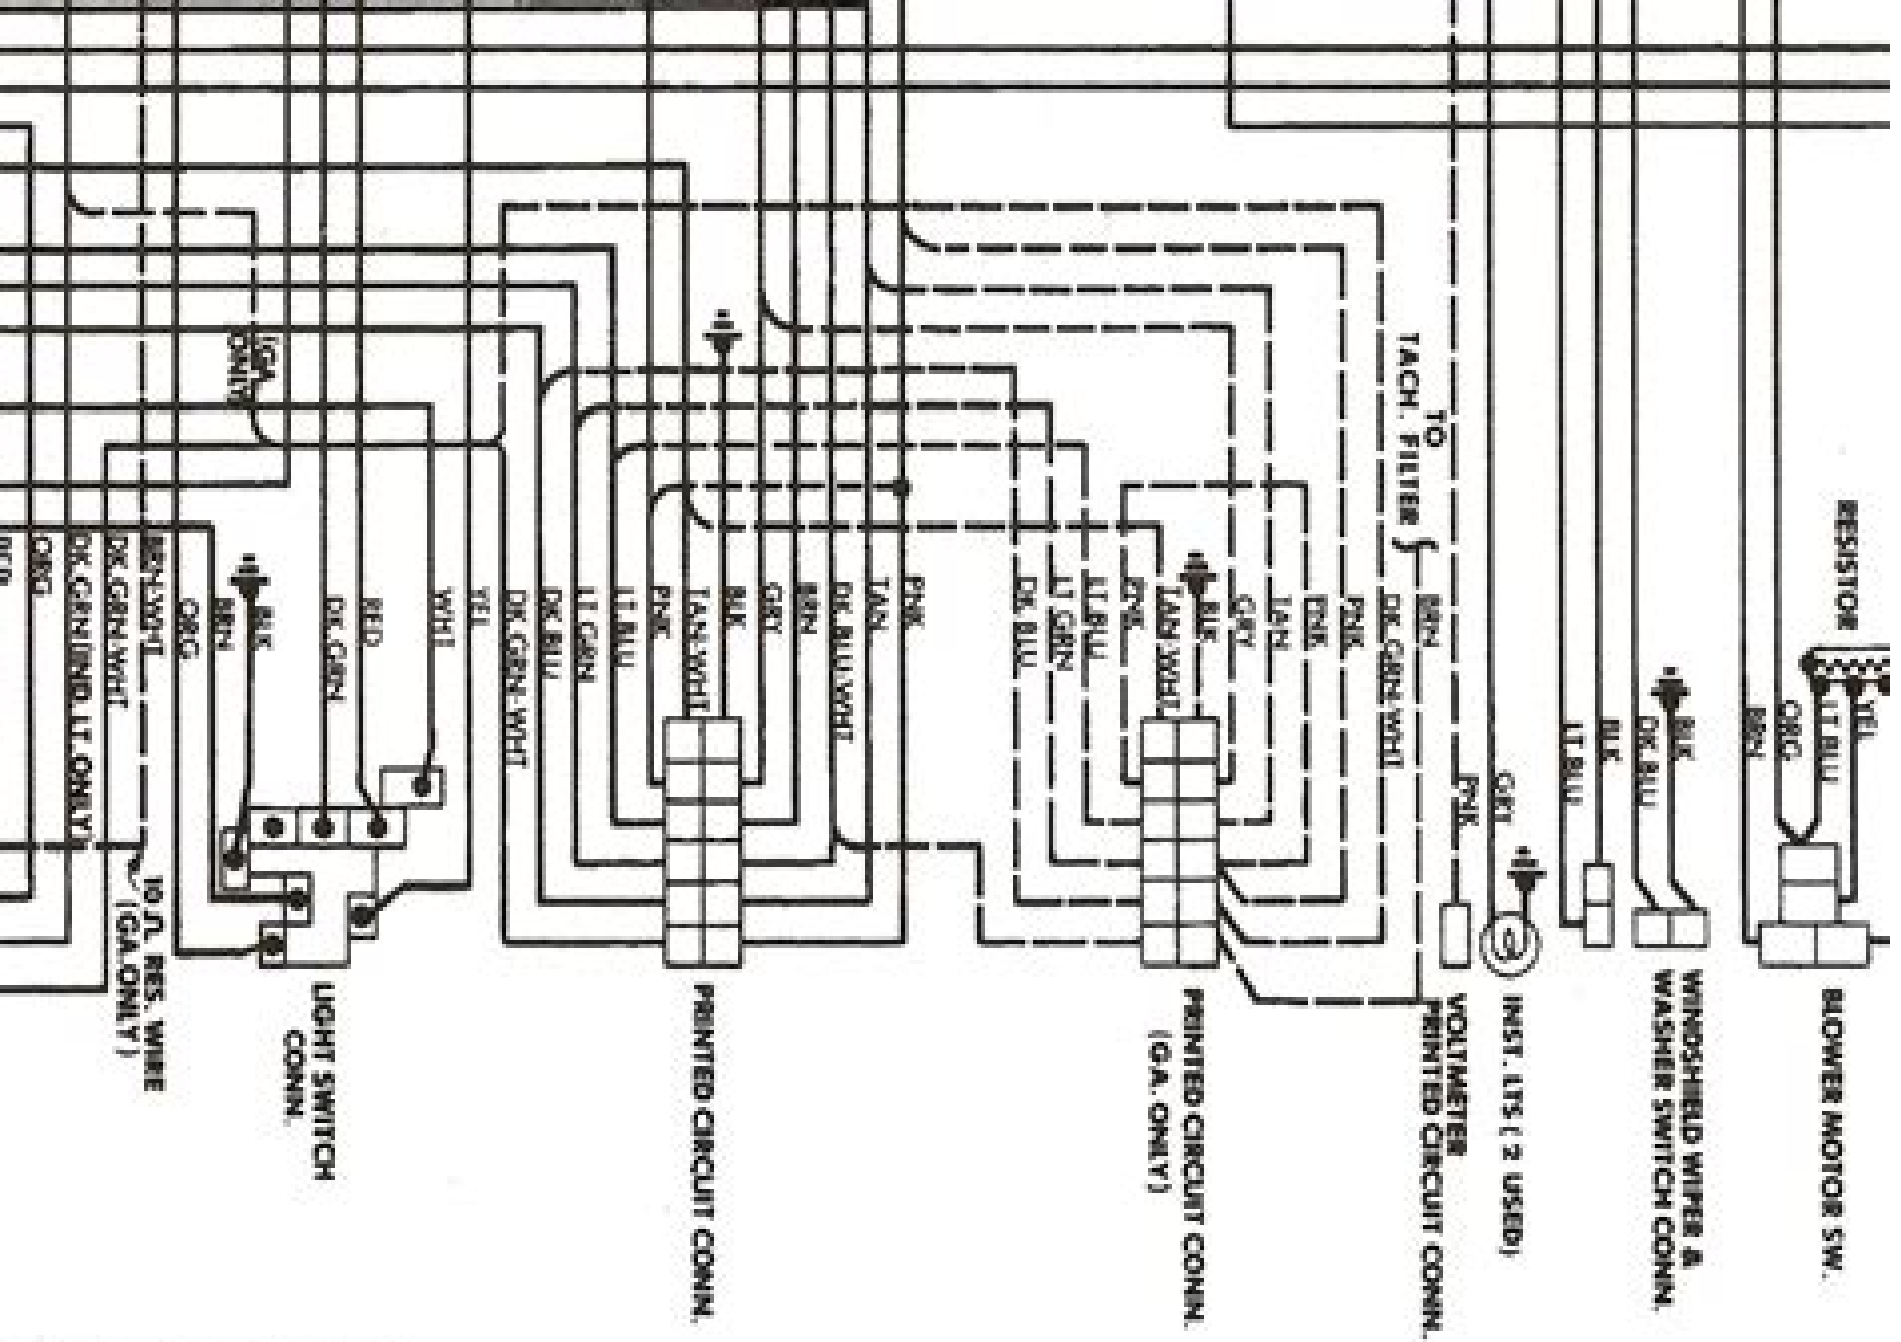 (GA
ONLY)
TO
TACH. FILTER
RESISTOR
ORG
DK.GRN(IND. LT. ONLY)
DK.GRN-WHT
BRN-WHT
ORG
BRN
BLK
DK.GRN
RED
WHT
YEL
DK.GRN-WHT
DK.BLU
LT.GRN
LT.BLU
PNK
TAN-WHT
BLK
GRY
BRN
DK.BLU-WHT
TAN
PNK
DK.BLU
LT.GRN
LT.BLU
PNK
TAN-WHT
BLK
GRY
TAN
PNK
PNK
DK.GRN-WHT
BRN
PNK
GRY
LT.BLU
BLK
DK.BLU
BLK
BRN
ORG
LT.BLU
YEL
10 Ω RES. WIRE
(GA.ONLY)
LIGHT SWITCH
CONN.
PRINTED CIRCUIT CONN.
PRINTED CIRCUIT CONN.
(GA. ONLY)
VOLTMETER
PRINTED CIRCUIT CONN.
INST. LTS (2 USED)
WINDSHIELD WIPER &
WASHER SWITCH CONN.
BLOWER MOTOR SW.